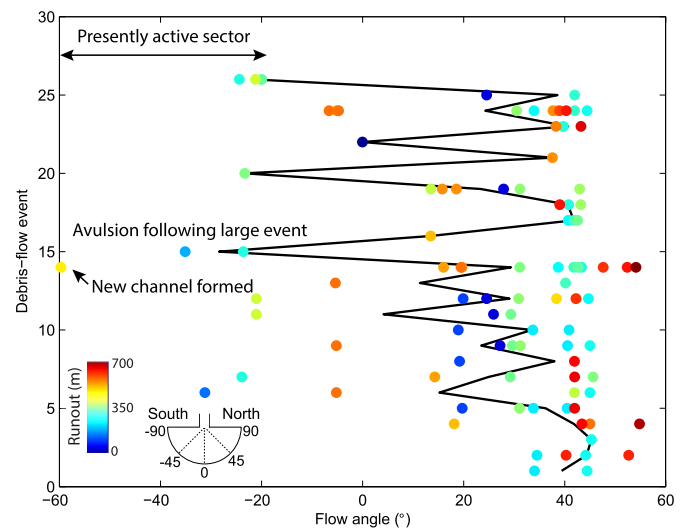 30
Presently active sector
25
20
Avulsion following large event
15
New channel formed
10
5
0
Debris−flow event
700
350
0
Runout (m)
South North
-90 90
-45 45
0
−60 −40 −20 0 20 40 60
Flow angle (°)